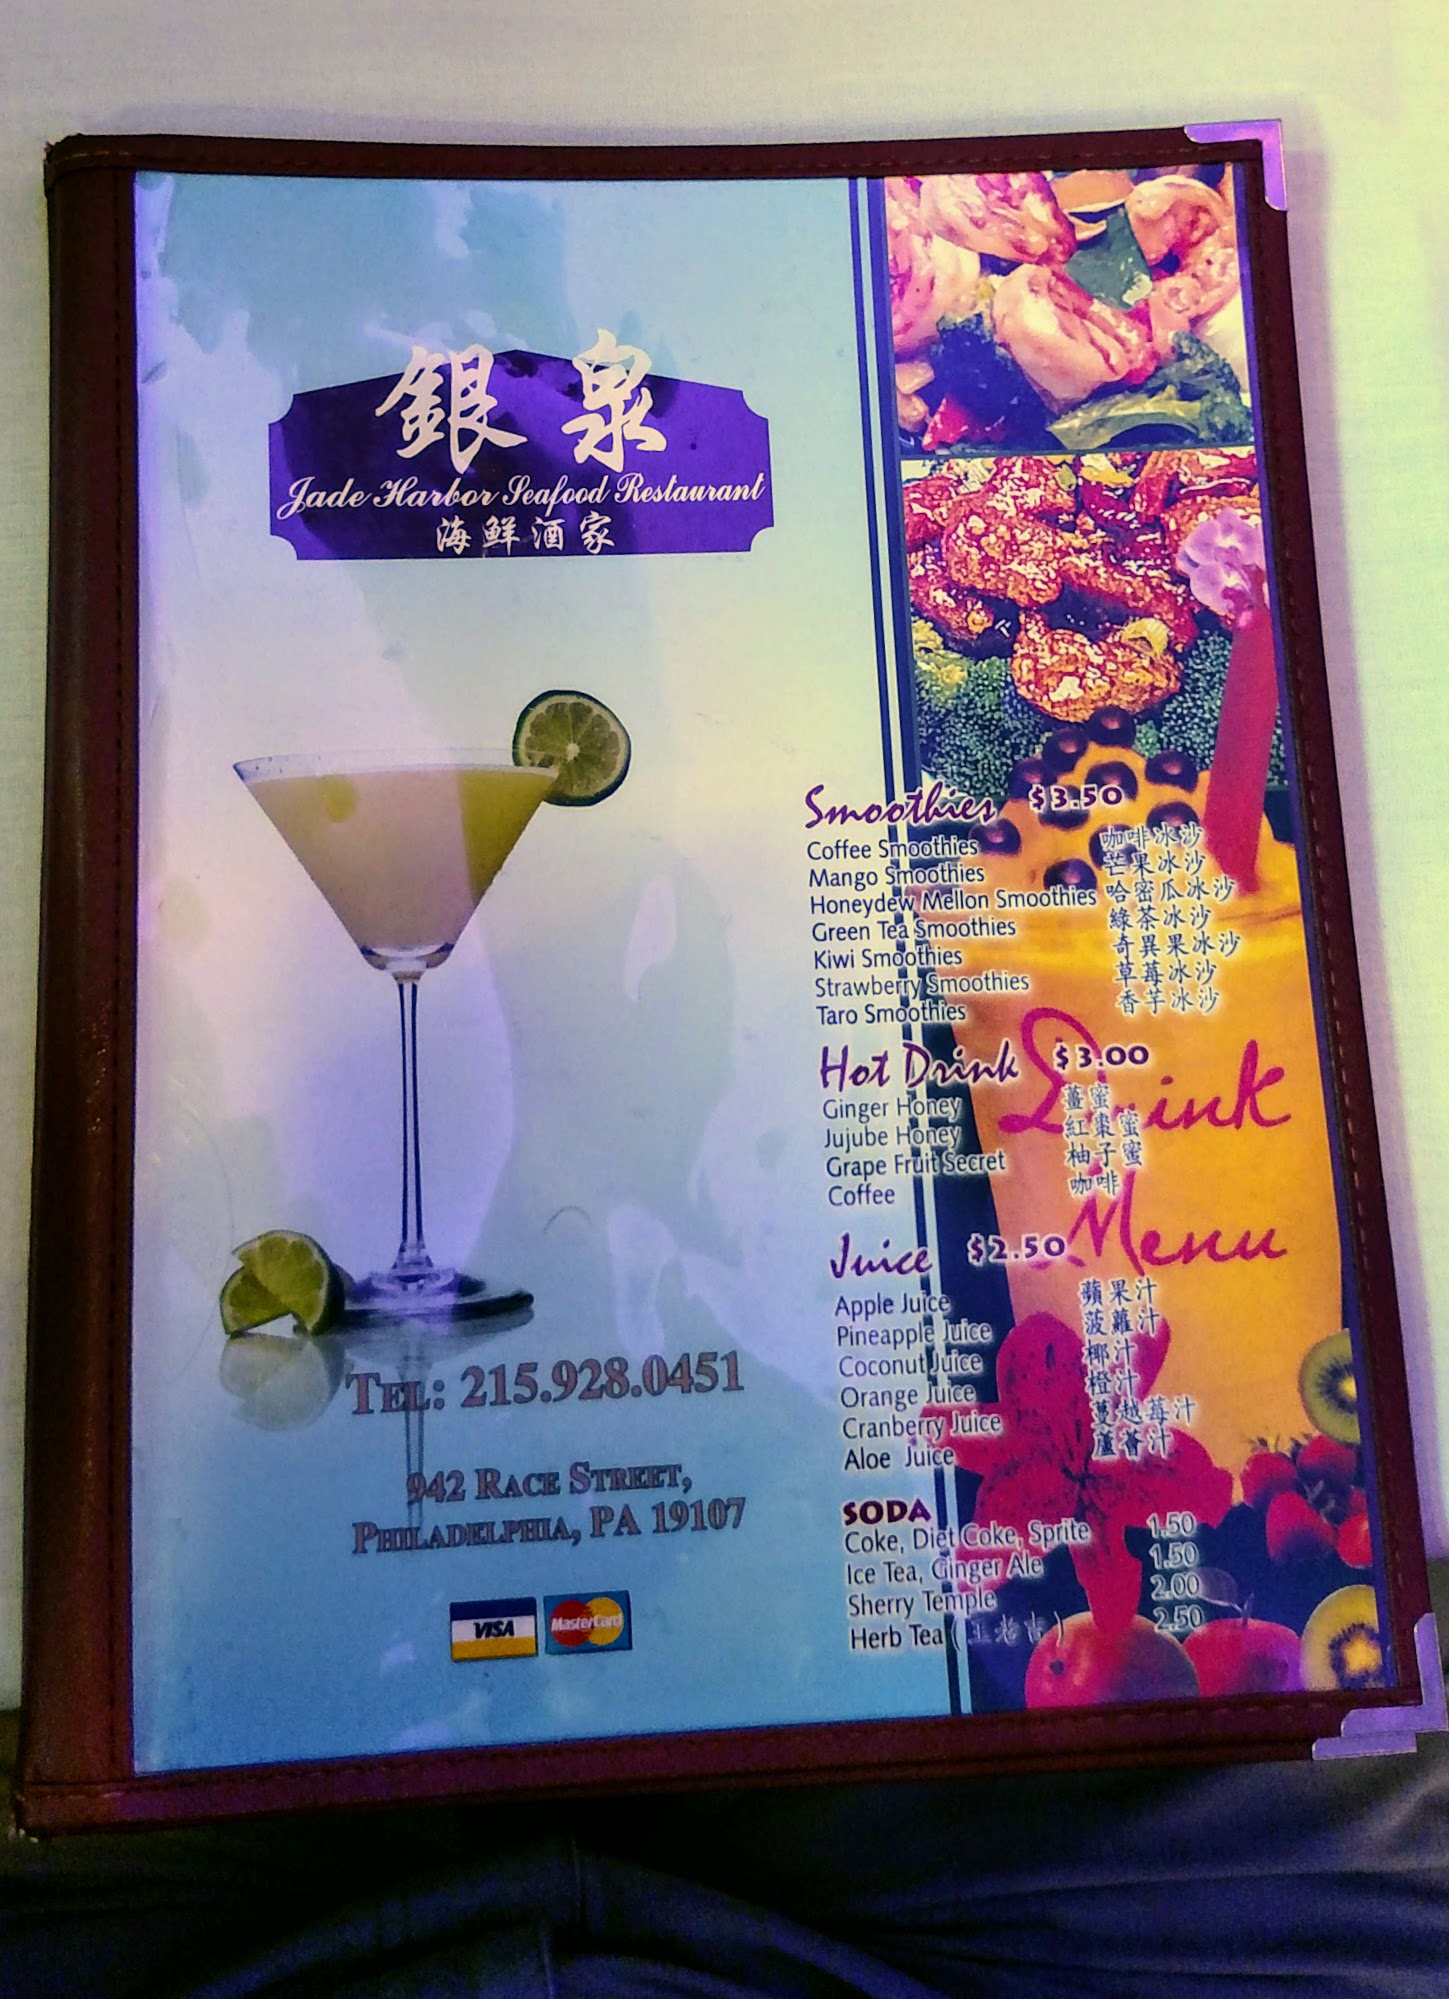 銀泉
Jade Harbor Seafood Restaurant
海鮮酒家
Tel: 215.928.0451
942 Race Street,
Philadelphia, PA 19107
VISA MasterCard
Smoothies $3.50
Coffee Smoothies 咖啡冰沙
Mango Smoothies 芒果冰沙
Honeydew Mellon Smoothies 哈密瓜冰沙
Green Tea Smoothies 綠茶冰沙
Kiwi Smoothies 奇異果冰沙
Strawberry Smoothies 草莓冰沙
Taro Smoothies 香芋冰沙
Drink
Menu
Hot Drink $3.00
Ginger Honey 薑蜜
Jujube Honey 紅棗蜜
Grape Fruit Secret 柚子蜜
Coffee 咖啡
Juice $2.50
Apple Juice 蘋果汁
Pineapple Juice 菠蘿汁
Coconut Juice 椰汁
Orange Juice 橙汁
Cranberry Juice 蔓越莓汁
Aloe Juice 蘆薈汁
SODA
Coke, Diet Coke, Sprite 1.50
Ice Tea, Ginger Ale 1.50
Sherry Temple 2.00
Herb Tea (王老吉) 2.50